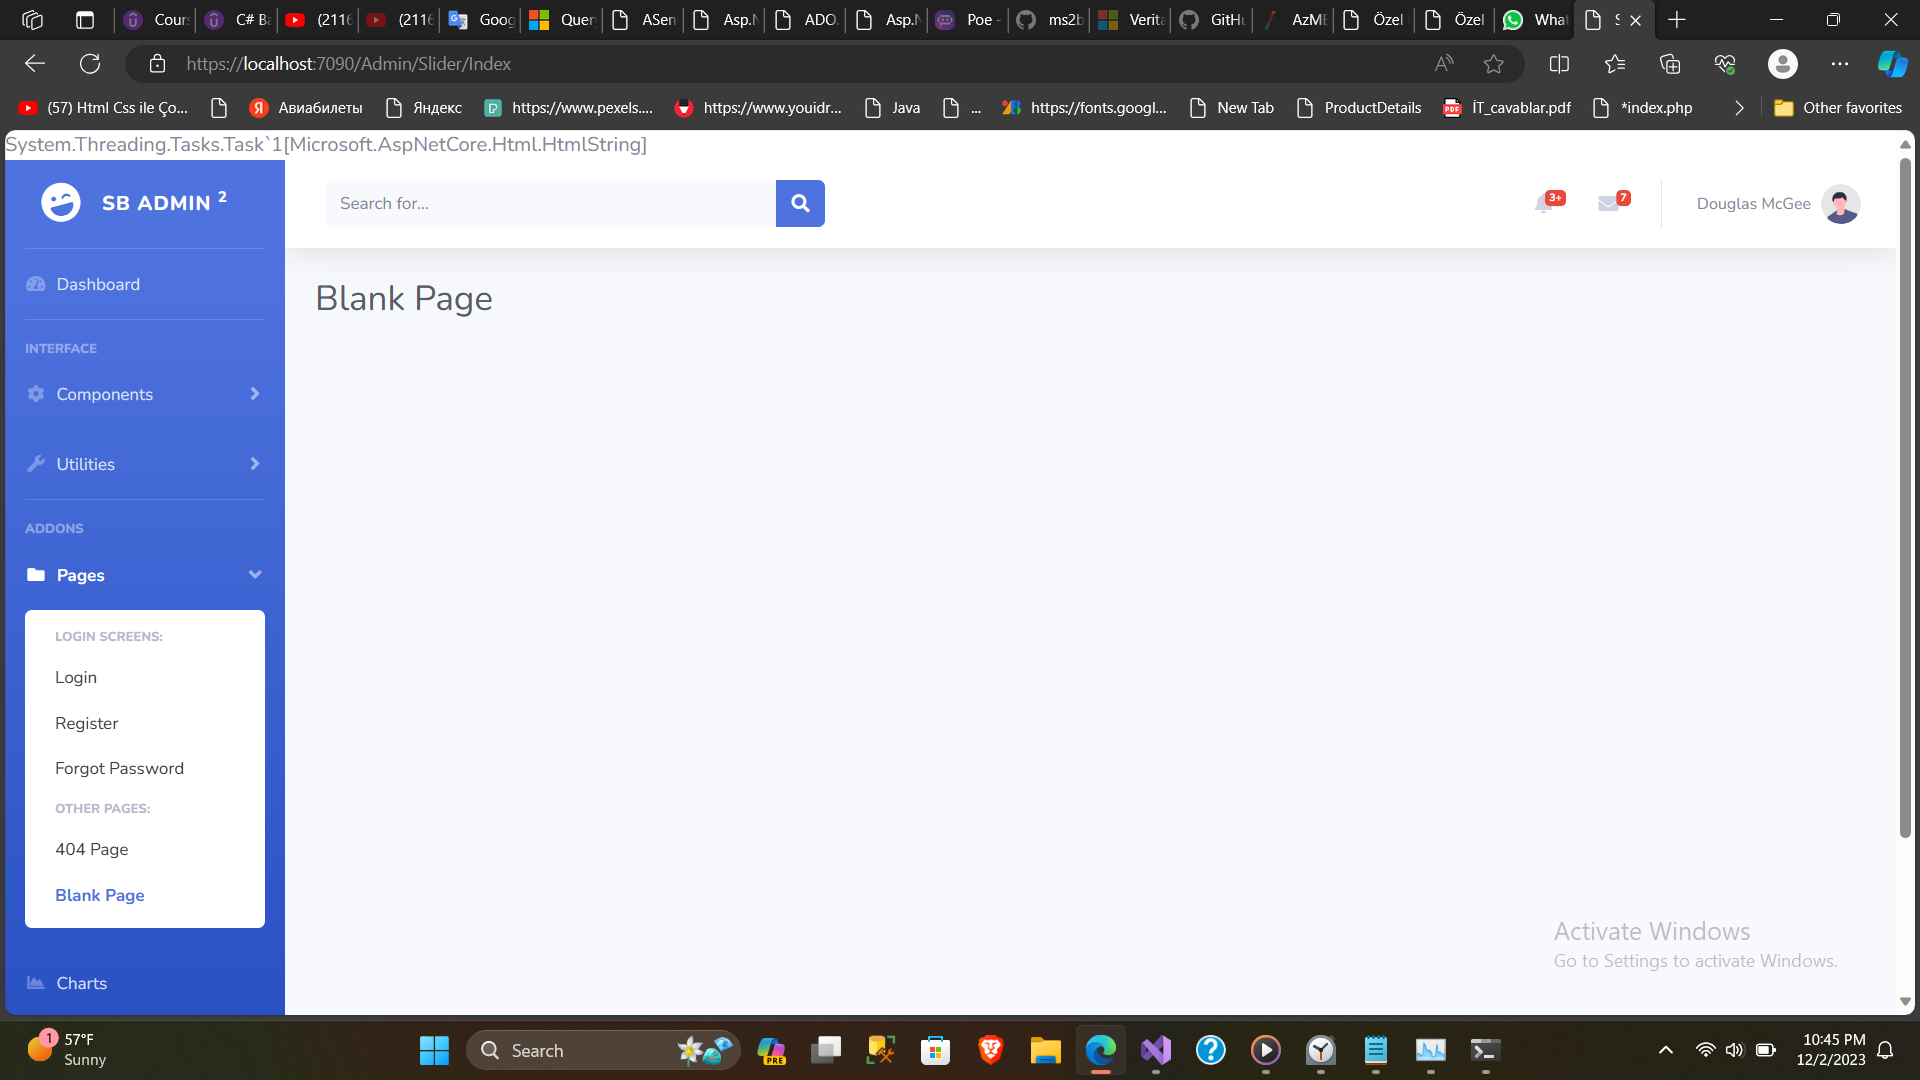 Cour
C# Ba
(2116
(2116
Goog
Quer
ASen
Asp.N
ADO.
Asp.N
Poe -
ms2b
Verita
GitHu
AzME
Özel
Özel
What
https://localhost:7090/Admin/Slider/Index
(57) Html Css ile Ço...
Авиабилеты
Яндекс
https://www.pexels....
https://www.youidr...
Java
...
https://fonts.googl...
New Tab
ProductDetails
İT_cavablar.pdf
*index.php
Other favorites
System.Threading.Tasks.Task`1[Microsoft.AspNetCore.Html.HtmlString]
SB ADMIN 2
Search for...
3+
7
Douglas McGee
Dashboard
Blank Page
INTERFACE
Components
Utilities
ADDONS
Pages
LOGIN SCREENS:
Login
Register
Forgot Password
OTHER PAGES:
404 Page
Blank Page
Charts
Activate Windows
Go to Settings to activate Windows.
1
57°F
Sunny
Search
PRE
10:45 PM
12/2/2023